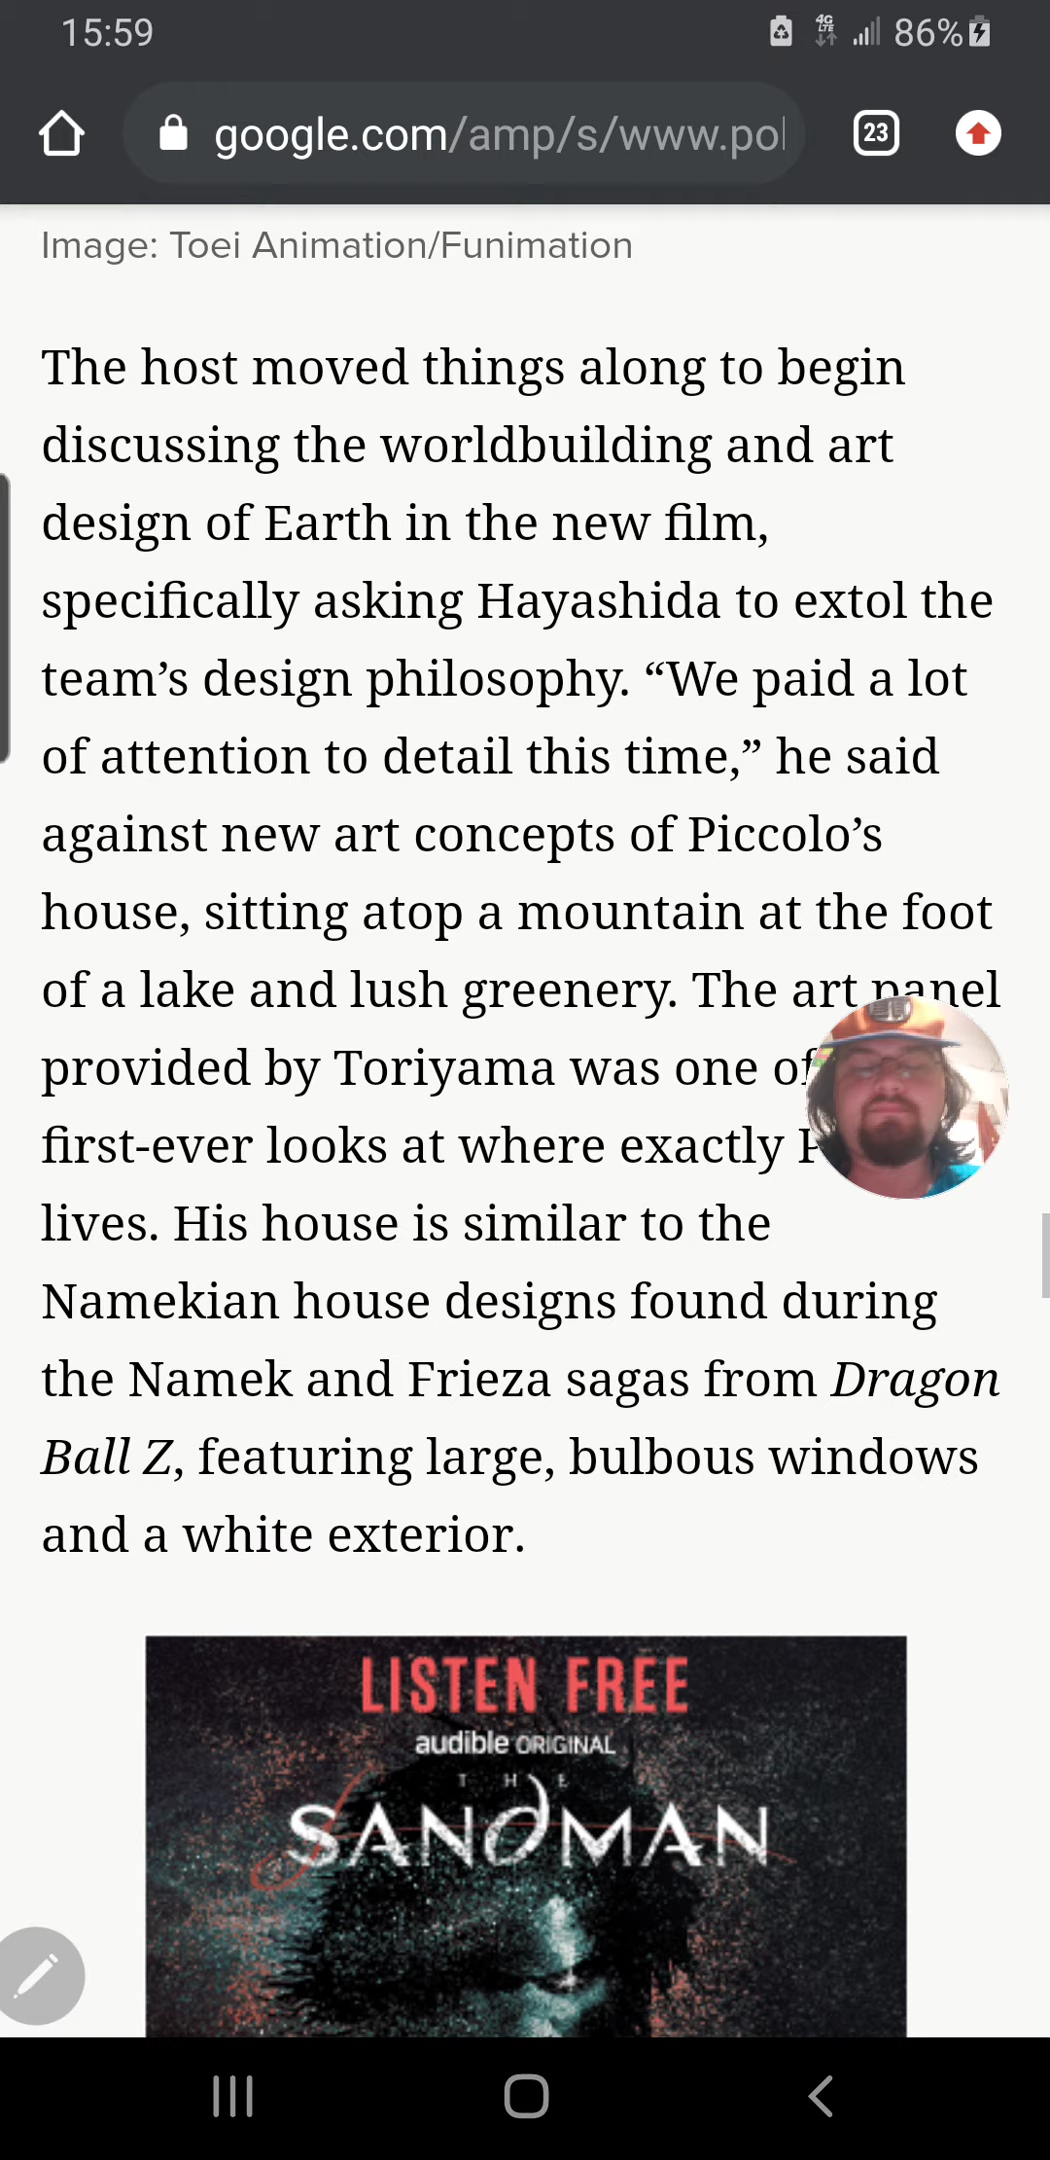 15:59
4G
LTE
86%
google.com/amp/s/www.pol
23
Image: Toei Animation/Funimation
The host moved things along to begin
discussing the worldbuilding and art
design of Earth in the new film,
specifically asking Hayashida to extol the
team’s design philosophy. “We paid a lot
of attention to detail this time,” he said
against new art concepts of Piccolo’s
house, sitting atop a mountain at the foot
of a lake and lush greenery. The art panel
provided by Toriyama was one of
first-ever looks at where exactly
lives. His house is similar to the
Namekian house designs found during
the Namek and Frieza sagas from Dragon
Ball Z, featuring large, bulbous windows
and a white exterior.
LISTEN FREE
audible ORIGINAL
THE
SANDMAN